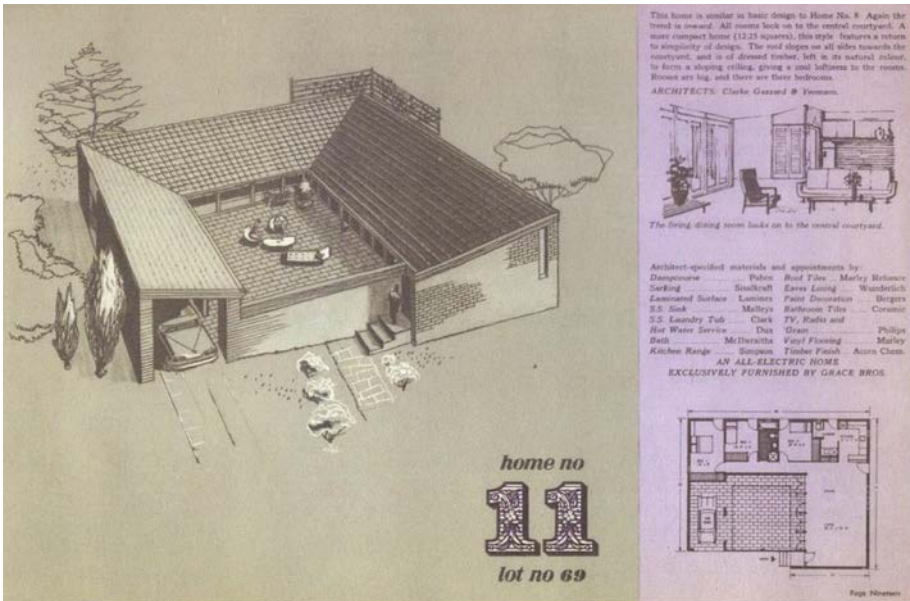 home no
11
lot no 69
This home is similar in basic design to Home No. 8. Again the
trend is inward. All rooms look on to the central courtyard. A
more compact home (12.25 squares), this style features a return
to simplicity of design. The roof slopes on all sides towards the
courtyard, and is of dressed timber, left in its natural colour,
to form a sloping ceiling, giving a cool loftiness to the rooms.
Rooms are big, and there are three bedrooms.
ARCHITECTS: Clarke Gazzard & Yeomans.
The living/dining room looks on to the central courtyard.
Architect-specified materials and appointments by:
Dampcourse Pabco Roof Tiles Marley Reliance
Sarking Sisalkraft Eaves Lining Wunderlich
Laminated Surface Laminex Paint Decoration Bergers
S.S. Sink Malleys Bathroom Tiles Ceramic
S.S. Laundry Tub Clark TV, Radio and
Hot Water Service Dux 'Gram Philips
Bath McIlwraiths Vinyl Flooring Marley
Kitchen Range Simpson Timber Finish Acorn Chem.
AN ALL-ELECTRIC HOME
EXCLUSIVELY FURNISHED BY GRACE BROS.
Page Nineteen